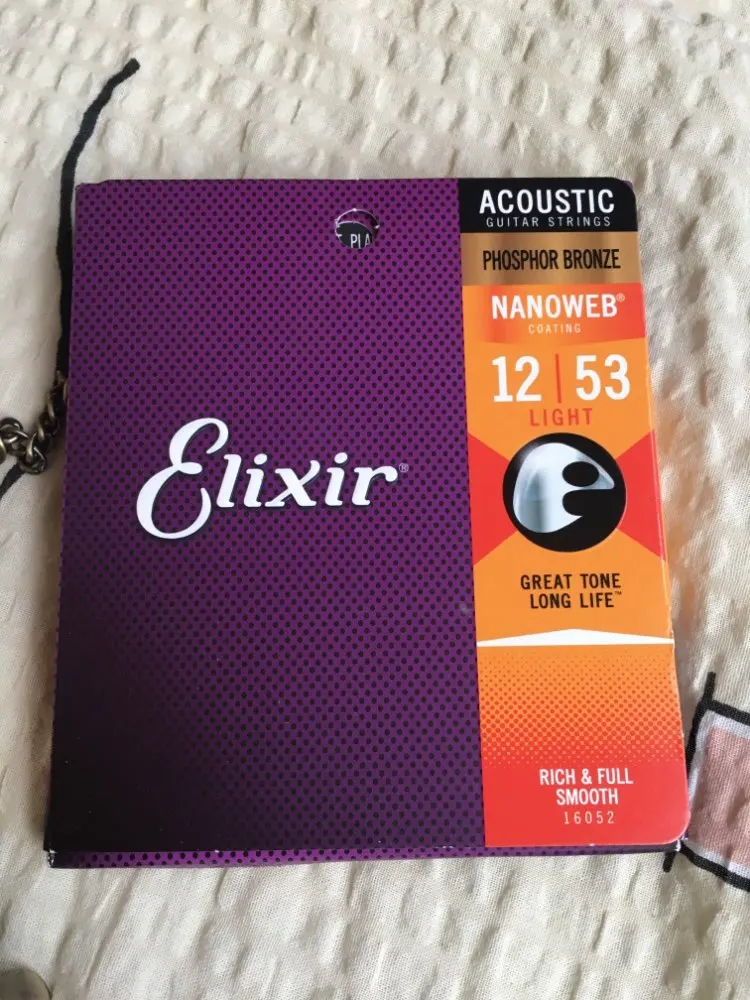 ACOUSTIC
GUITAR STRINGS
PLA
PHOSPHOR BRONZE
NANOWEB®
COATING
12 | 53
LIGHT
Elixir®
GREAT TONE
LONG LIFE™
RICH & FULL
SMOOTH
16052